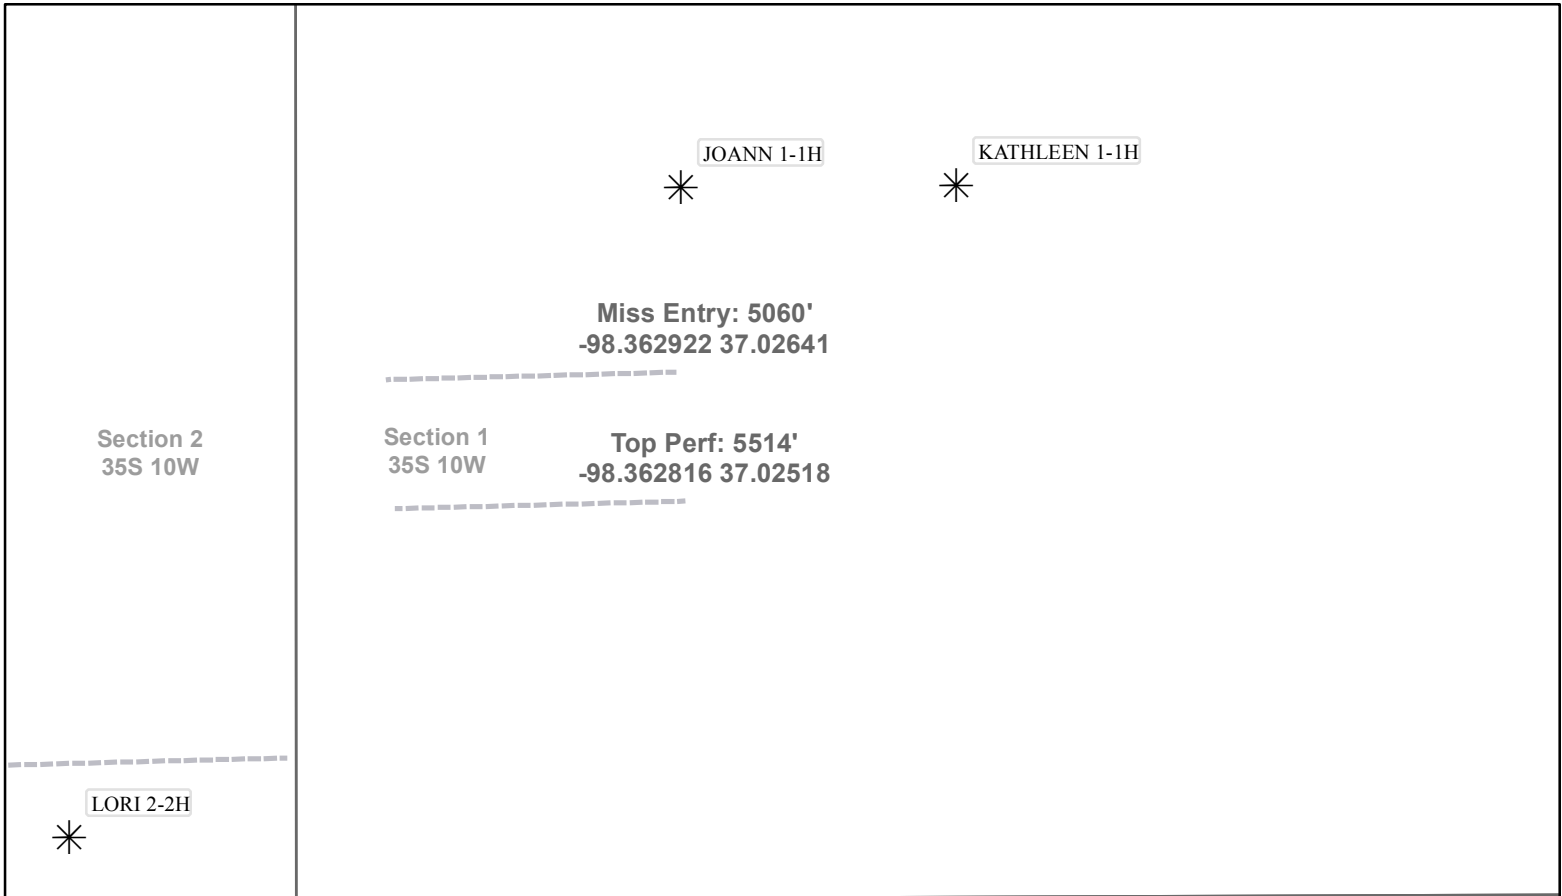 JOANN 1-1H
KATHLEEN 1-1H
Miss Entry: 5060'
-98.362922 37.02641
Section 2
35S 10W
Section 1
35S 10W
Top Perf: 5514'
-98.362816 37.02518
LORI 2-2H